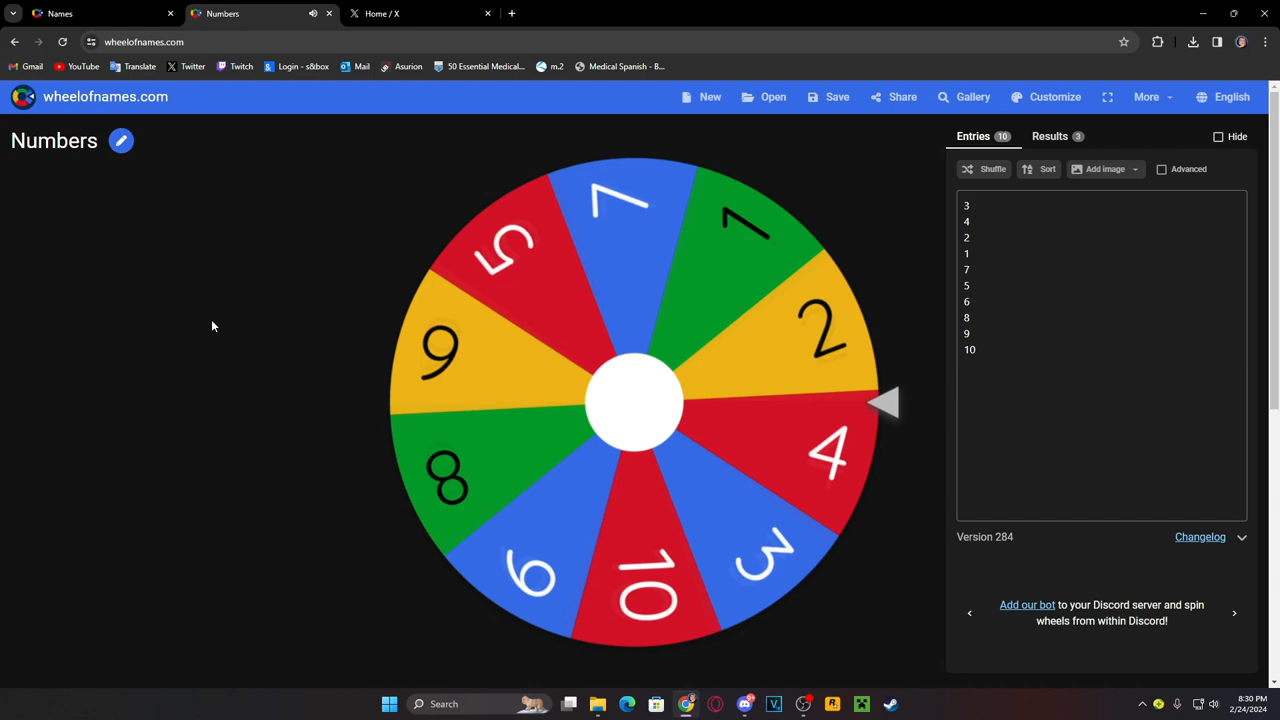 Names
Numbers
Home / X
wheelofnames.com
Gmail
YouTube
Translate
Twitter
Twitch
Login - s&box
Mail
Asurion
50 Essential Medical...
m.2
Medical Spanish - B...
wheelofnames.com
New
Open
Save
Share
Gallery
Customize
More
English
Numbers
Entries 10
Results 3
Hide
Shuffle
Sort
Add image
Advanced
3
4
2
1
7
5
6
8
9
10
7
1
2
4
3
10
6
8
9
5
Version 284
Changelog
Add our bot to your Discord server and spin
wheels from within Discord!
Search
8:30 PM
2/24/2024